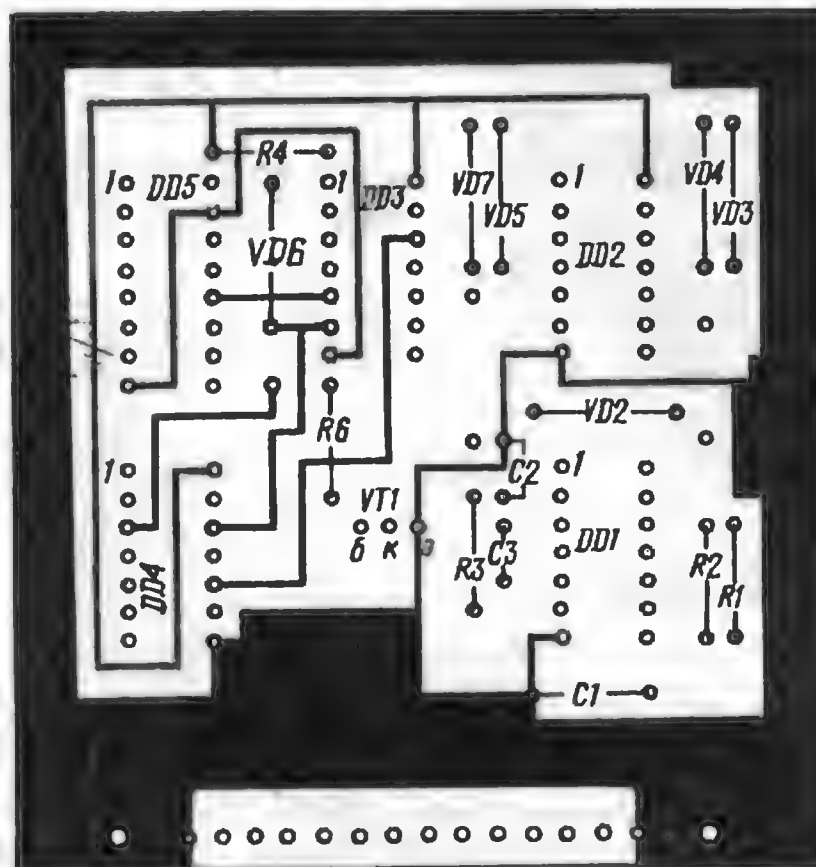 R4
1
DD5
1
DD3
VD7
VD5
1
VD4
VD3
VD6
DD2
VD2
R6
C2
1
1
VT1
б
к
э
R3
C3
DD1
R2
R1
DD4
C1